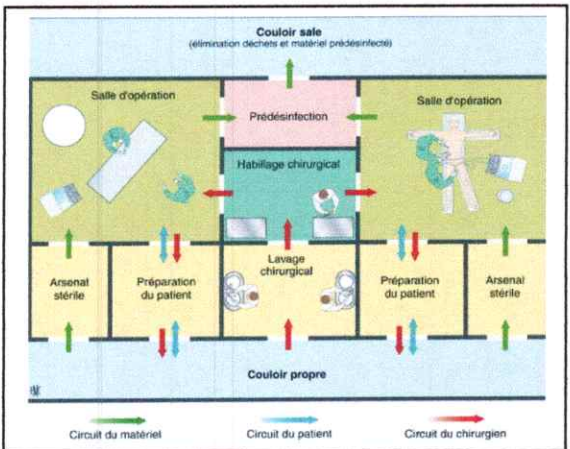 Couloir sale
(élimination déchets et matériel prédésinfecté)
Salle d'opération
Prédésinfection
Salle d'opération
Habillage chirurgical
Lavage
chirurgical
Arsenal
stérile
Préparation
du patient
Préparation
du patient
Arsenal
stérile
Couloir propre
Circuit du matériel
Circuit du patient
Circuit du chirurgien